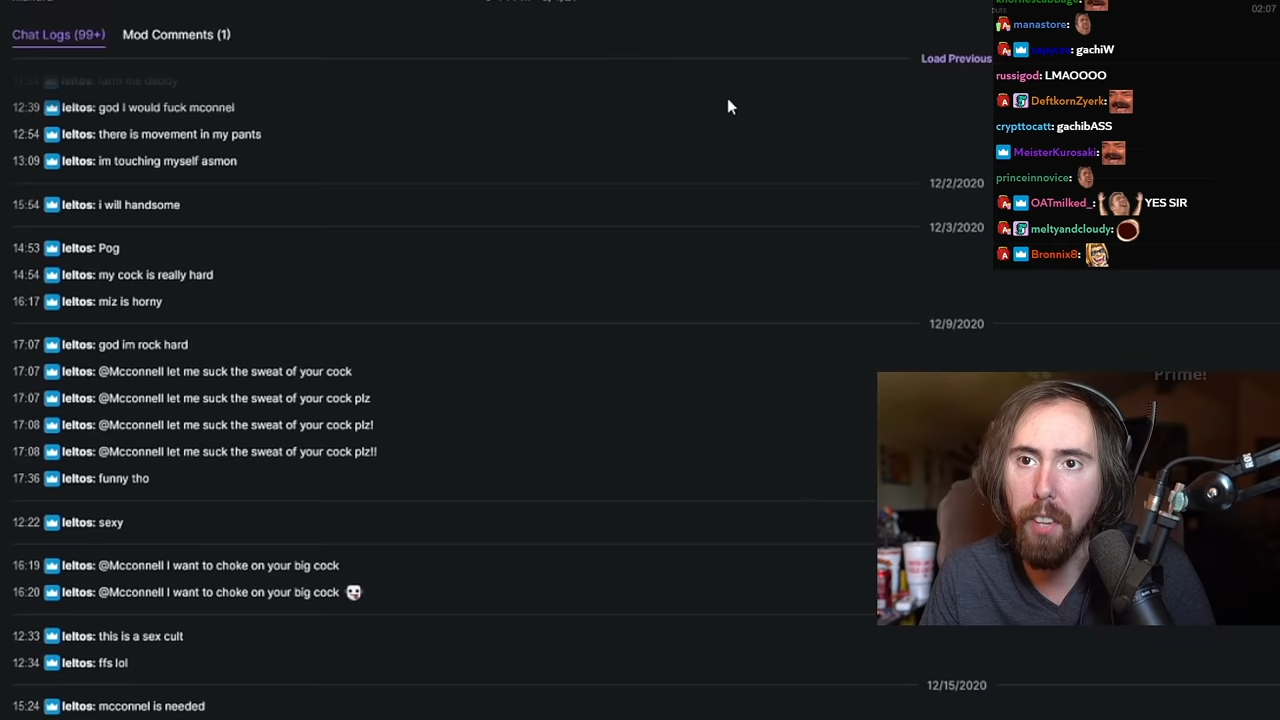 02:07
Chat Logs (99+) Mod Comments (1)
Load Previous
leltos: farm me daddy
12:39 leltos: god I would fuck mcconnel
12:54 leltos: there is movement in my pants
13:09 leltos: im touching myself asmon
12/2/2020
15:54 leltos: i will handsome
12/3/2020
14:53 leltos: Pog
14:54 leltos: my cock is really hard
16:17 leltos: miz is horny
12/9/2020
17:07 leltos: god im rock hard
17:07 leltos: @Mcconnell let me suck the sweat of your cock
17:07 leltos: @Mcconnell let me suck the sweat of your cock plz
17:08 leltos: @Mcconnell let me suck the sweat of your cock plz!
17:08 leltos: @Mcconnell let me suck the sweat of your cock plz!!
17:36 leltos: funny tho
12:22 leltos: sexy
16:19 leltos: @Mcconnell I want to choke on your big cock
16:20 leltos: @Mcconnell I want to choke on your big cock
12:33 leltos: this is a sex cult
12:34 leltos: ffs lol
12/15/2020
15:24 leltos: mcconnel is needed
manastore:
: gachiW
russigod: LMAOOOO
DeftkornZyerk:
crypttocatt: gachibASS
MeisterKurosaki:
princeinnovice:
OATmilked_: YES SIR
meltyandcloudy:
Bronnix8:
Prime!